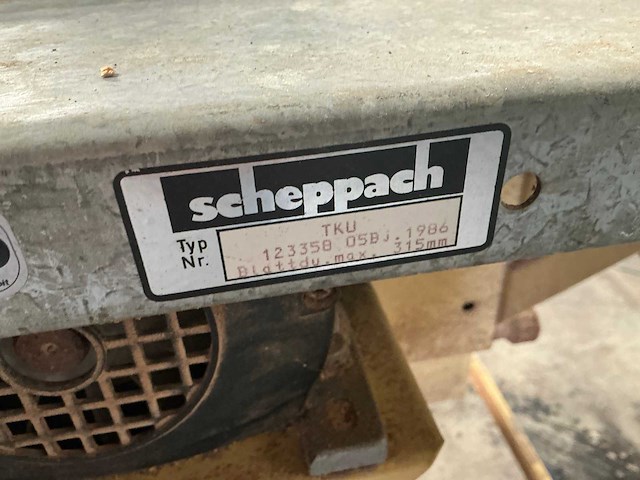 scheppach
Typ TKU
Nr. 123358 05Bj.1986
Blattdu.max. 315mm